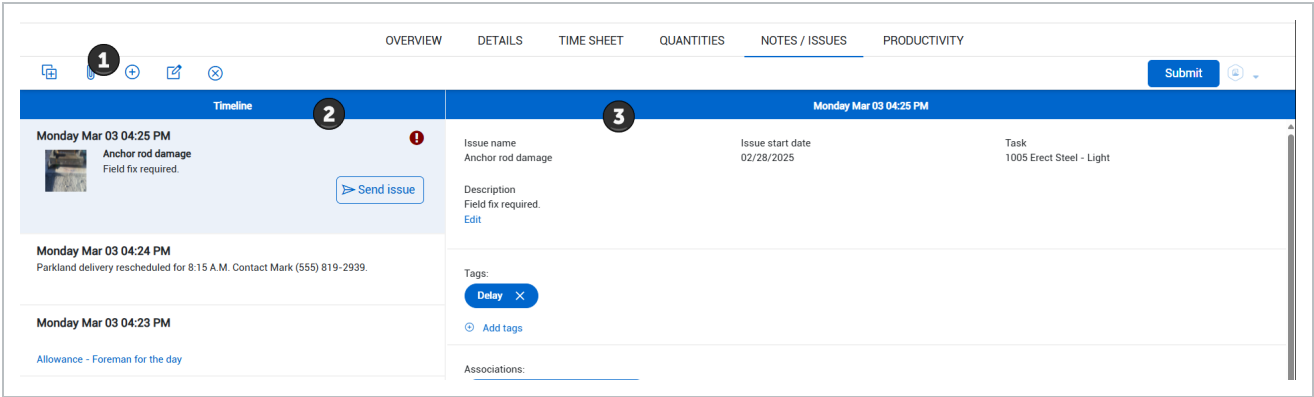 OVERVIEW DETAILS TIME SHEET QUANTITIES NOTES / ISSUES PRODUCTIVITY
1
Submit
Timeline
2
3
Monday Mar 03 04:25 PM
Monday Mar 03 04:25 PM
Anchor rod damage
Field fix required.
Send issue
Monday Mar 03 04:24 PM
Parkland delivery rescheduled for 8:15 A.M. Contact Mark (555) 819-2939.
Monday Mar 03 04:23 PM
Allowance - Foreman for the day
Issue name
Anchor rod damage
Issue start date
02/28/2025
Task
1005 Erect Steel - Light
Description
Field fix required.
Edit
Tags:
Delay
Add tags
Associations: